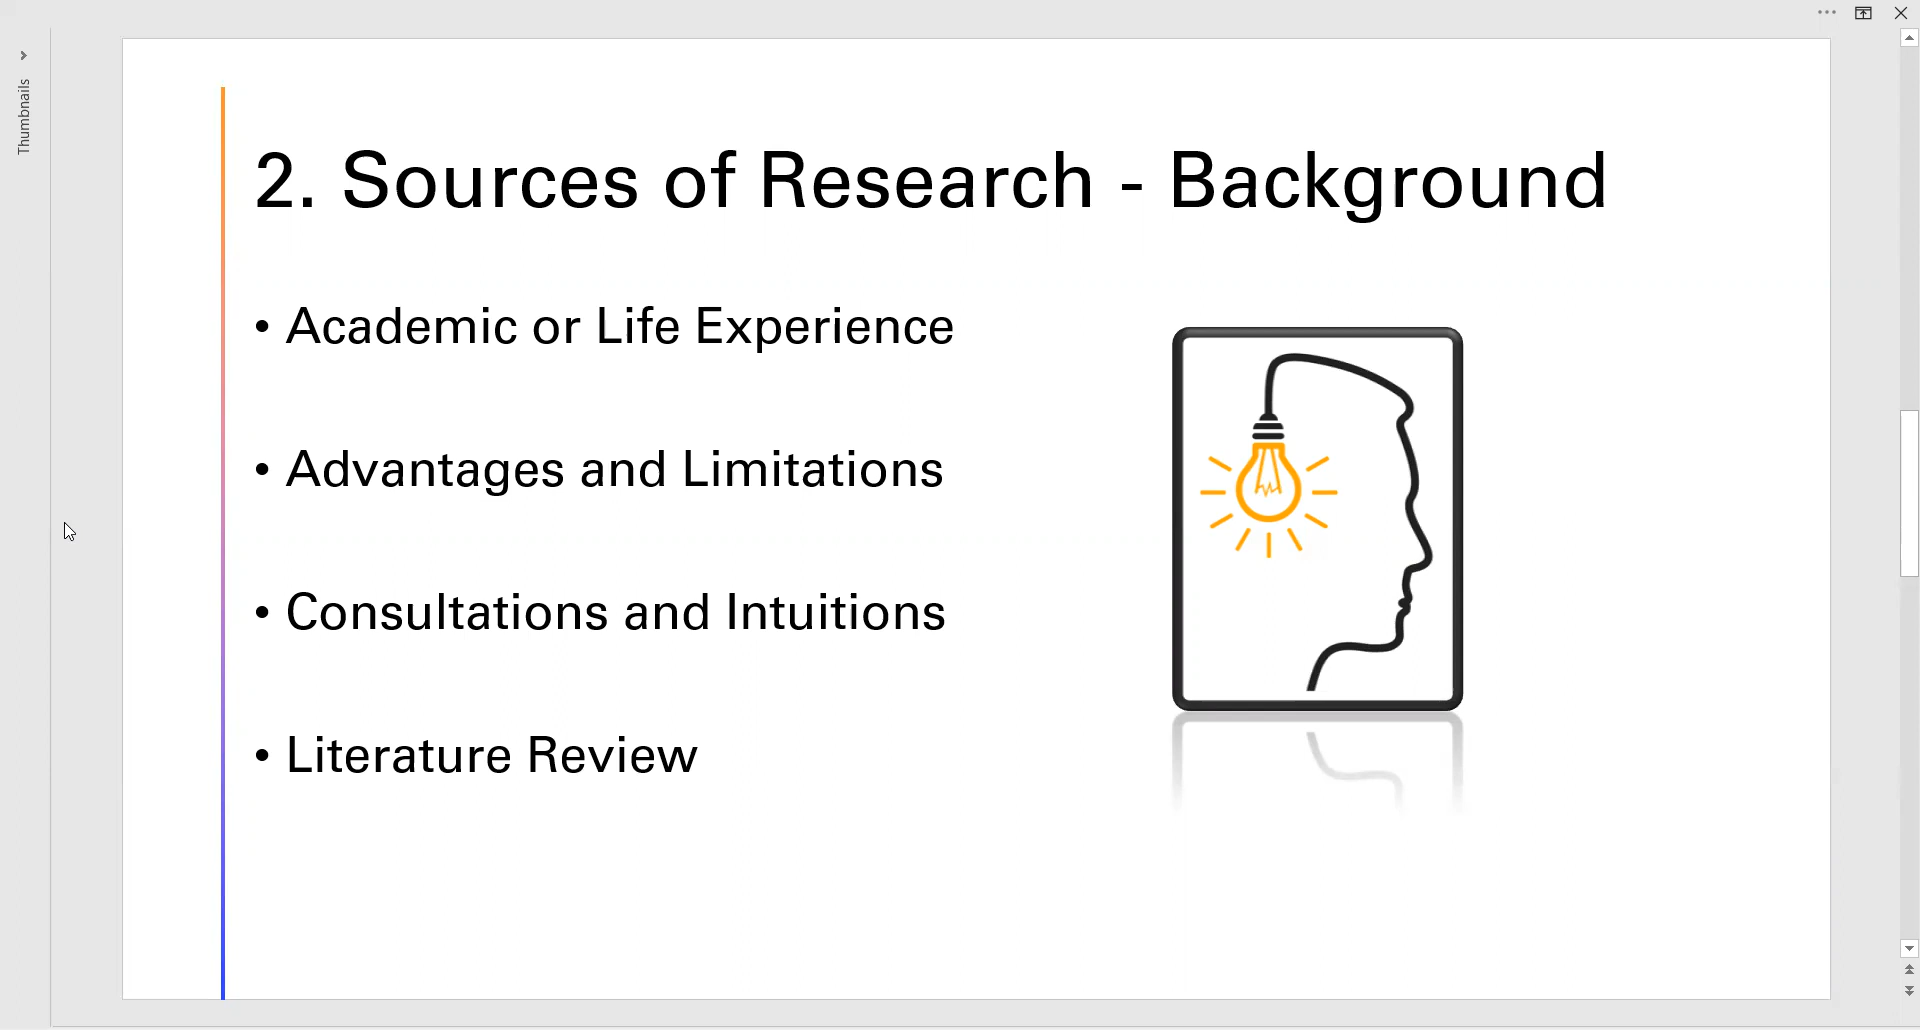 Thumbnails
2. Sources of Research - Background
• Academic or Life Experience
• Advantages and Limitations
• Consultations and Intuitions
• Literature Review